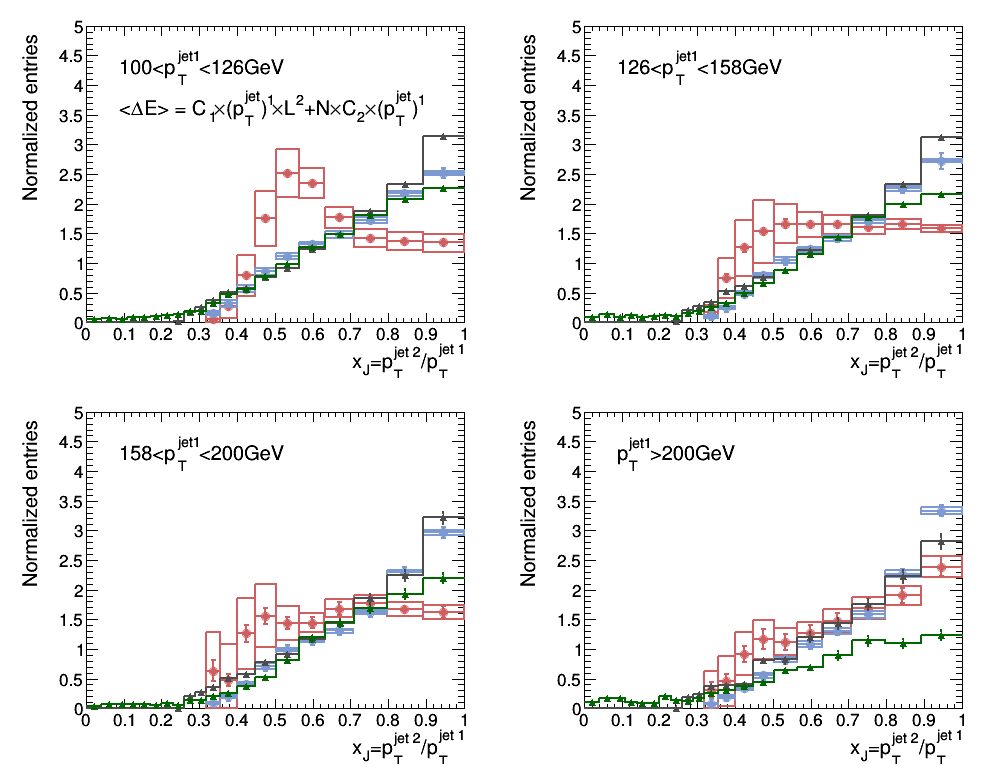 Normalized entries
5
4.5
4
3.5
3
2.5
2
1.5
1
0.5
0
100<p_T^jet1<126GeV
<ΔE> = C_1×(p_T^jet)^1×L^2+N×C_2×(p_T^jet)^1
0 0.1 0.2 0.3 0.4 0.5 0.6 0.7 0.8 0.9 1
x_J=p_T^jet 2/p_T^jet 1
Normalized entries
5
4.5
4
3.5
3
2.5
2
1.5
1
0.5
0
126<p_T^jet1<158GeV
0 0.1 0.2 0.3 0.4 0.5 0.6 0.7 0.8 0.9 1
x_J=p_T^jet 2/p_T^jet 1
Normalized entries
5
4.5
4
3.5
3
2.5
2
1.5
1
0.5
0
158<p_T^jet1<200GeV
0 0.1 0.2 0.3 0.4 0.5 0.6 0.7 0.8 0.9 1
x_J=p_T^jet 2/p_T^jet 1
Normalized entries
5
4.5
4
3.5
3
2.5
2
1.5
1
0.5
0
p_T^jet1>200GeV
0 0.1 0.2 0.3 0.4 0.5 0.6 0.7 0.8 0.9 1
x_J=p_T^jet 2/p_T^jet 1